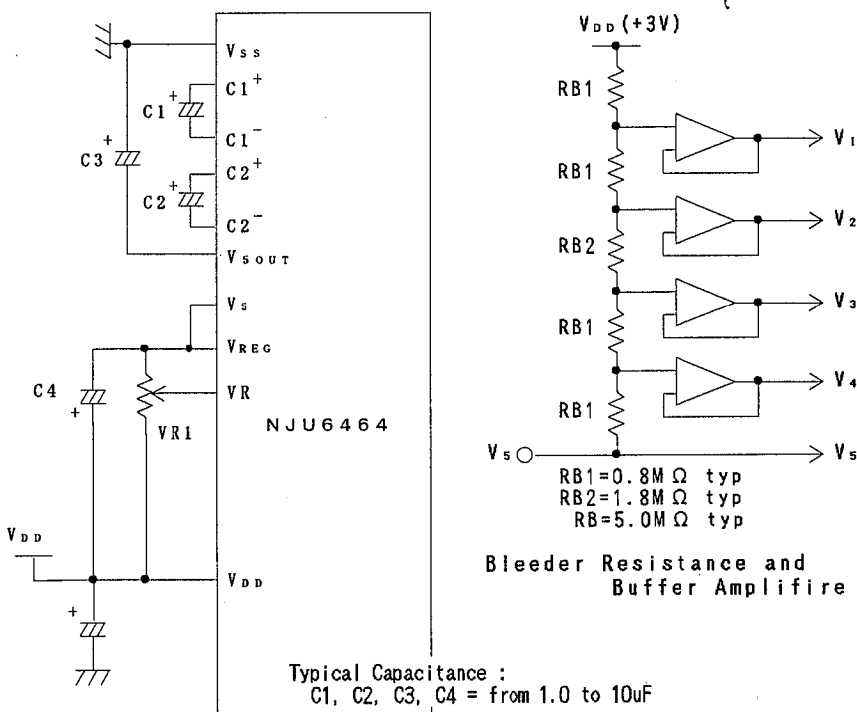 VSS
C1+
C1
+
C1-
+
C3
C2+
C2
+
C2-
VSOUT
VS
VREG
C4
+
VR
VR1
NJU6464
VDD
VDD
+
VDD (+3V)
RB1
V1
RB1
V2
RB2
V3
RB1
V4
RB1
V5
V5
RB1=0.8MΩ typ
RB2=1.8MΩ typ
RB=5.0MΩ typ
Bleeder Resistance and
Buffer Amplifire
Typical Capacitance :
C1, C2, C3, C4 = from 1.0 to 10uF